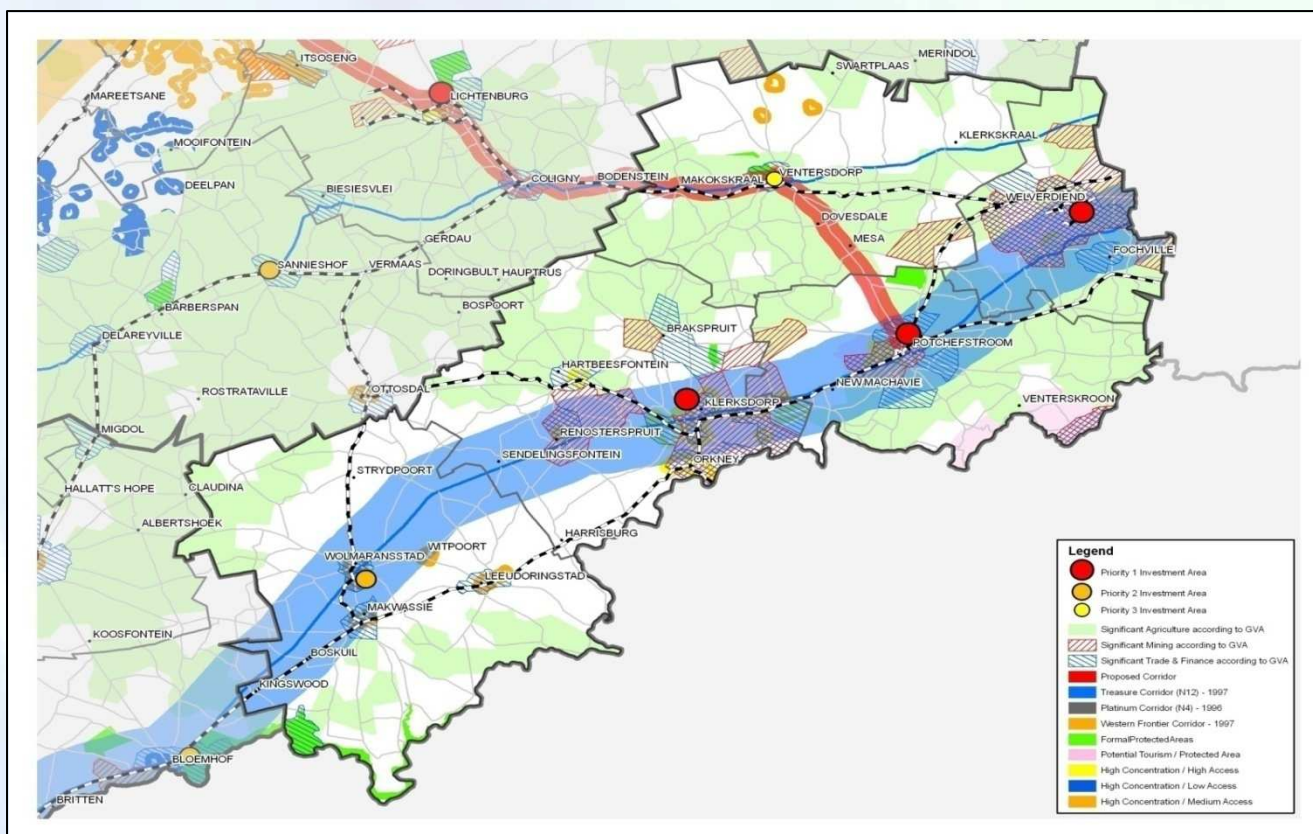 ITSOSENG
MERINDOL
SWARTPLAAS
MAREETSANE
LICHTENBURG
KLERKSKRAAL
MOOIFONTEIN
DEELPAN
BIESIESVLEI
COLIGNY
BODENSTEIN
MAKOKSKRAAL
VENTERSDORP
WELVERDIEND
DOVESDALE
MESA
FOCHVILLE
GERDAU
SANNIESHOF
VERMAAS
DORINGBULT
HAUPTRUS
BARBERSPAN
BOSPOORT
DELAREYVILLE
BRAKSPRUIT
POTCHEFSTROOM
HARTBEESFONTEIN
ROSTRATAVILLE
OTTOSDAL
NEW MACHAVIE
VENTERSKROON
KLERKSDORP
MIGDOL
RENOSTERSPRUIT
SENDELINGSFONTEIN
ORKNEY
STRYDPOORT
HALLATT'S HOPE
CLAUDINA
ALBERTSHOEK
HARRISBURG
WITPOORT
WOLMARANSSTAD
LEEUDORINGSTAD
MAKWASSIE
KOOSFONTEIN
BOSKUIL
KINGSWOOD
BLOEMHOF
BRITTEN
Legend
Priority 1 Investment Area
Priority 2 Investment Area
Priority 3 Investment Area
Significant Agriculture according to GVA
Significant Mining according to GVA
Significant Trade & Finance according to GVA
Proposed Corridor
Treasure Corridor (N12) - 1997
Platinum Corridor (N4) - 1996
Western Frontier Corridor - 1997
FormalProtectedAreas
Potential Tourism / Protected Area
High Concentration / High Access
High Concentration / Low Access
High Concentration / Medium Access